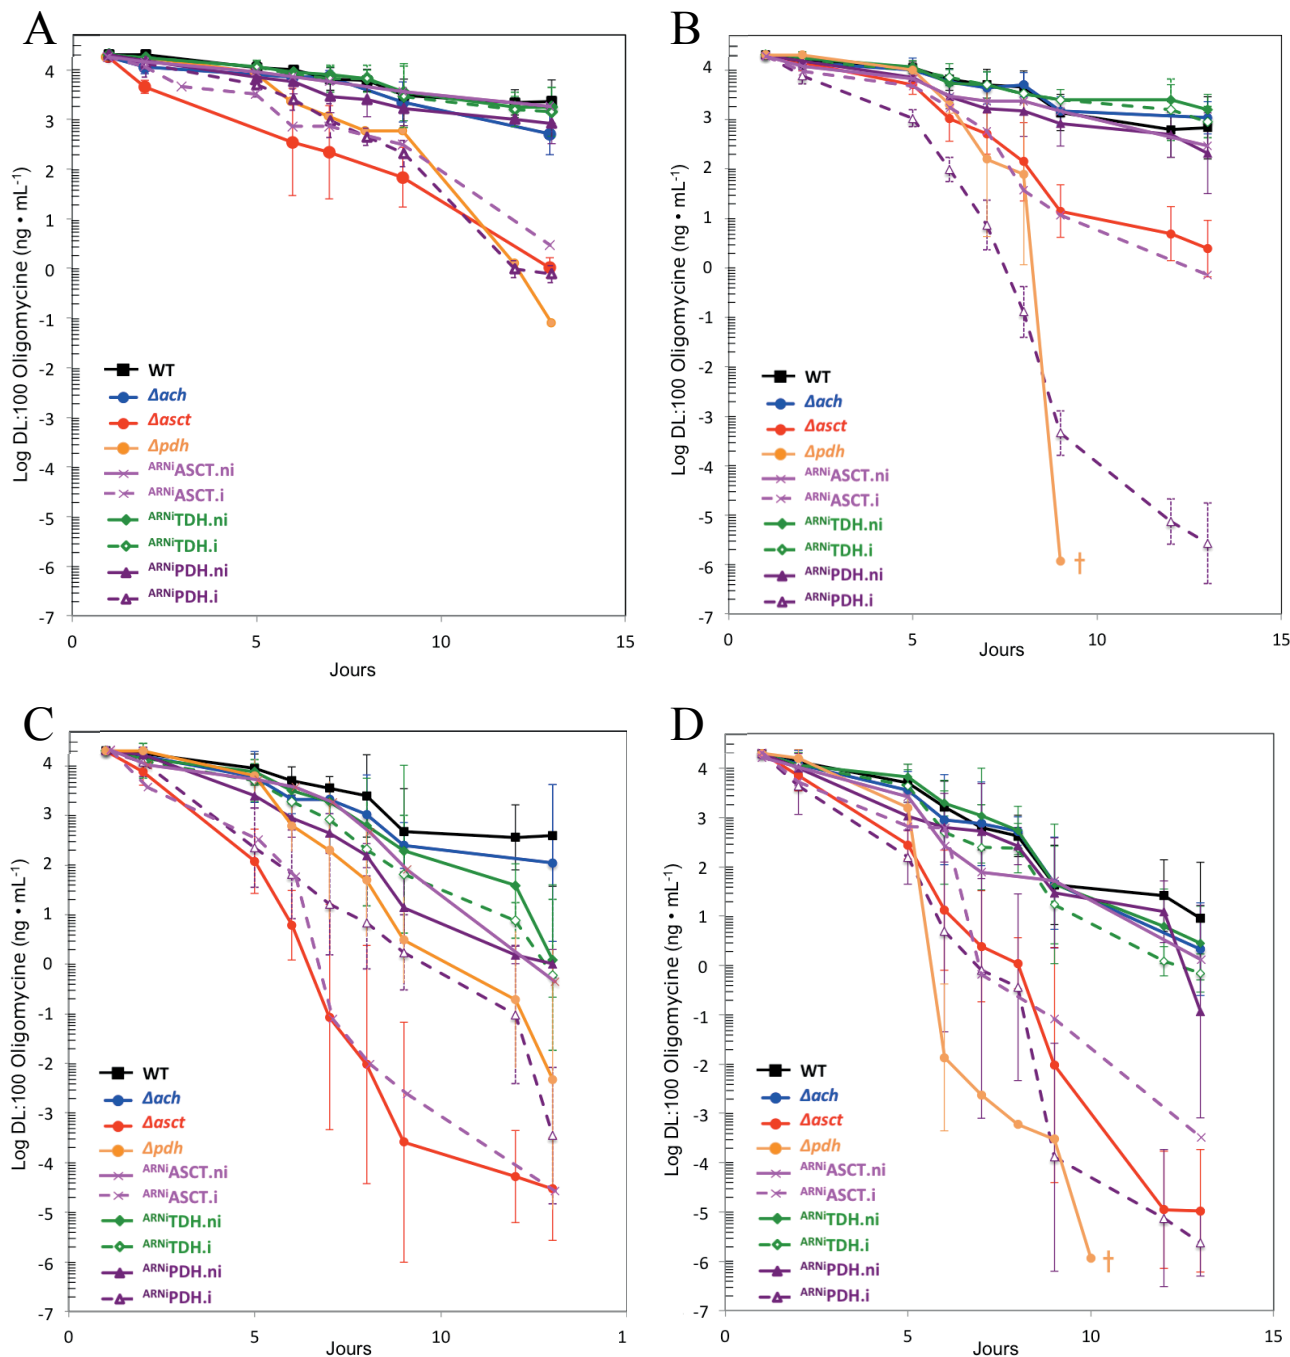 A
Log DL:100 Oligomycine (ng • mL⁻¹)
4
3
2
1
0
-1
-2
-3
-4
-5
-6
-7
WT
Δach
Δasct
Δpdh
ARNiASCT.ni
ARNiASCT.i
ARNiTDH.ni
ARNiTDH.i
ARNiPDH.ni
ARNiPDH.i
0 5 10 15
Jours
B
Log DL:100 Oligomycine (ng • mL⁻¹)
4
3
2
1
0
-1
-2
-3
-4
-5
-6
-7
WT
Δach
Δasct
Δpdh
ARNiASCT.ni
ARNiASCT.i
ARNiTDH.ni
ARNiTDH.i
ARNiPDH.ni
ARNiPDH.i
†
0 5 10 15
Jours
C
Log DL:100 Oligomycine (ng • mL⁻¹)
4
3
2
1
0
-1
-2
-3
-4
-5
-6
-7
WT
Δach
Δasct
Δpdh
ARNiASCT.ni
ARNiASCT.i
ARNiTDH.ni
ARNiTDH.i
ARNiPDH.ni
ARNiPDH.i
0 5 10 1
Jours
D
Log DL:100 Oligomycine (ng • mL⁻¹)
4
3
2
1
0
-1
-2
-3
-4
-5
-6
-7
WT
Δach
Δasct
Δpdh
ARNiASCT.ni
ARNiASCT.i
ARNiTDH.ni
ARNiTDH.i
ARNiPDH.ni
ARNiPDH.i
†
0 5 10 15
Jours